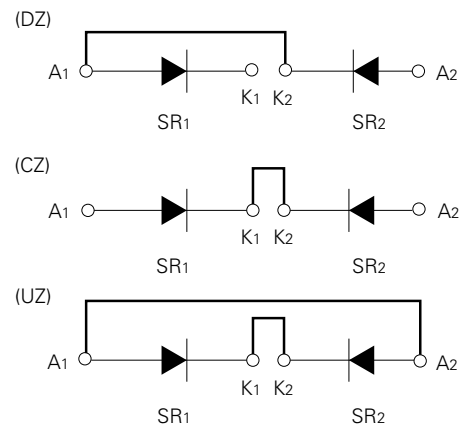 (DZ)
A1 K1 K2 A2
SR1 SR2
(CZ)
A1 K1 K2 A2
SR1 SR2
(UZ)
A1 K1 K2 A2
SR1 SR2